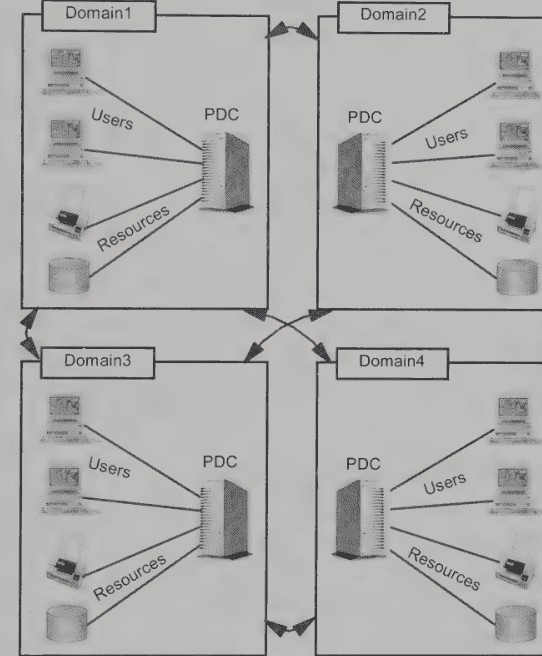 Domain1
Users
PDC
Resources
Domain2
PDC
Users
Resources
Domain3
Users
PDC
Resources
Domain4
PDC
Users
Resources